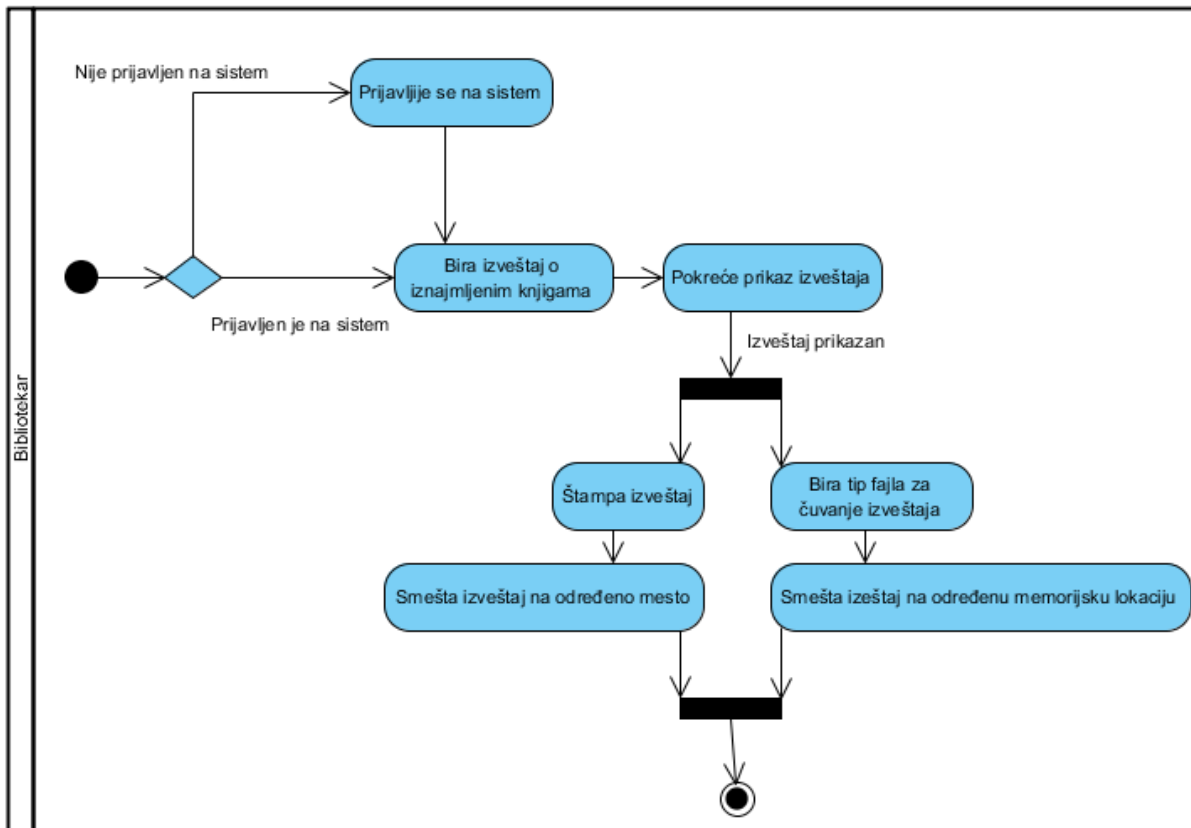 Bibliotekar
Nije prijavljen na sistem
Prijavljije se na sistem
Bira izveštaj o
iznajmljenim knjigama
Pokreće prikaz izveštaja
Prijavljen je na sistem
Izveštaj prikazan
Štampa izveštaj
Bira tip fajla za
čuvanje izveštaja
Smešta izveštaj na određeno mesto
Smešta izeštaj na određenu memorijsku lokaciju